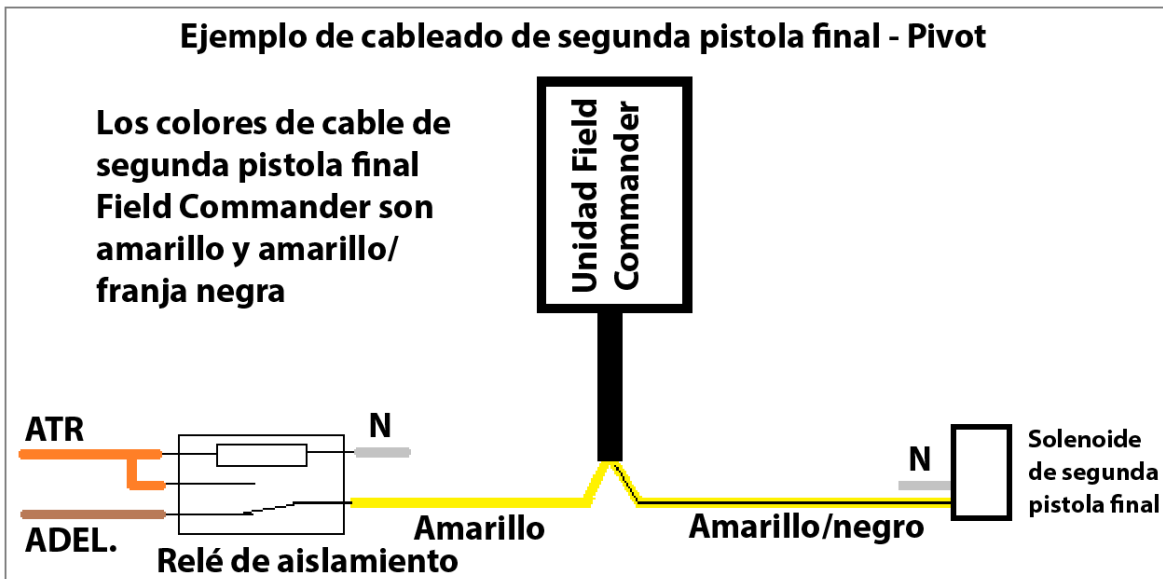 Ejemplo de cableado de segunda pistola final - Pivot
Los colores de cable de
segunda pistola final
Field Commander son
amarillo y amarillo/
franja negra
Unidad Field
Commander
ATR
N
ADEL.
Relé de aislamiento
Amarillo
Amarillo/negro
N
Solenoide
de segunda
pistola final